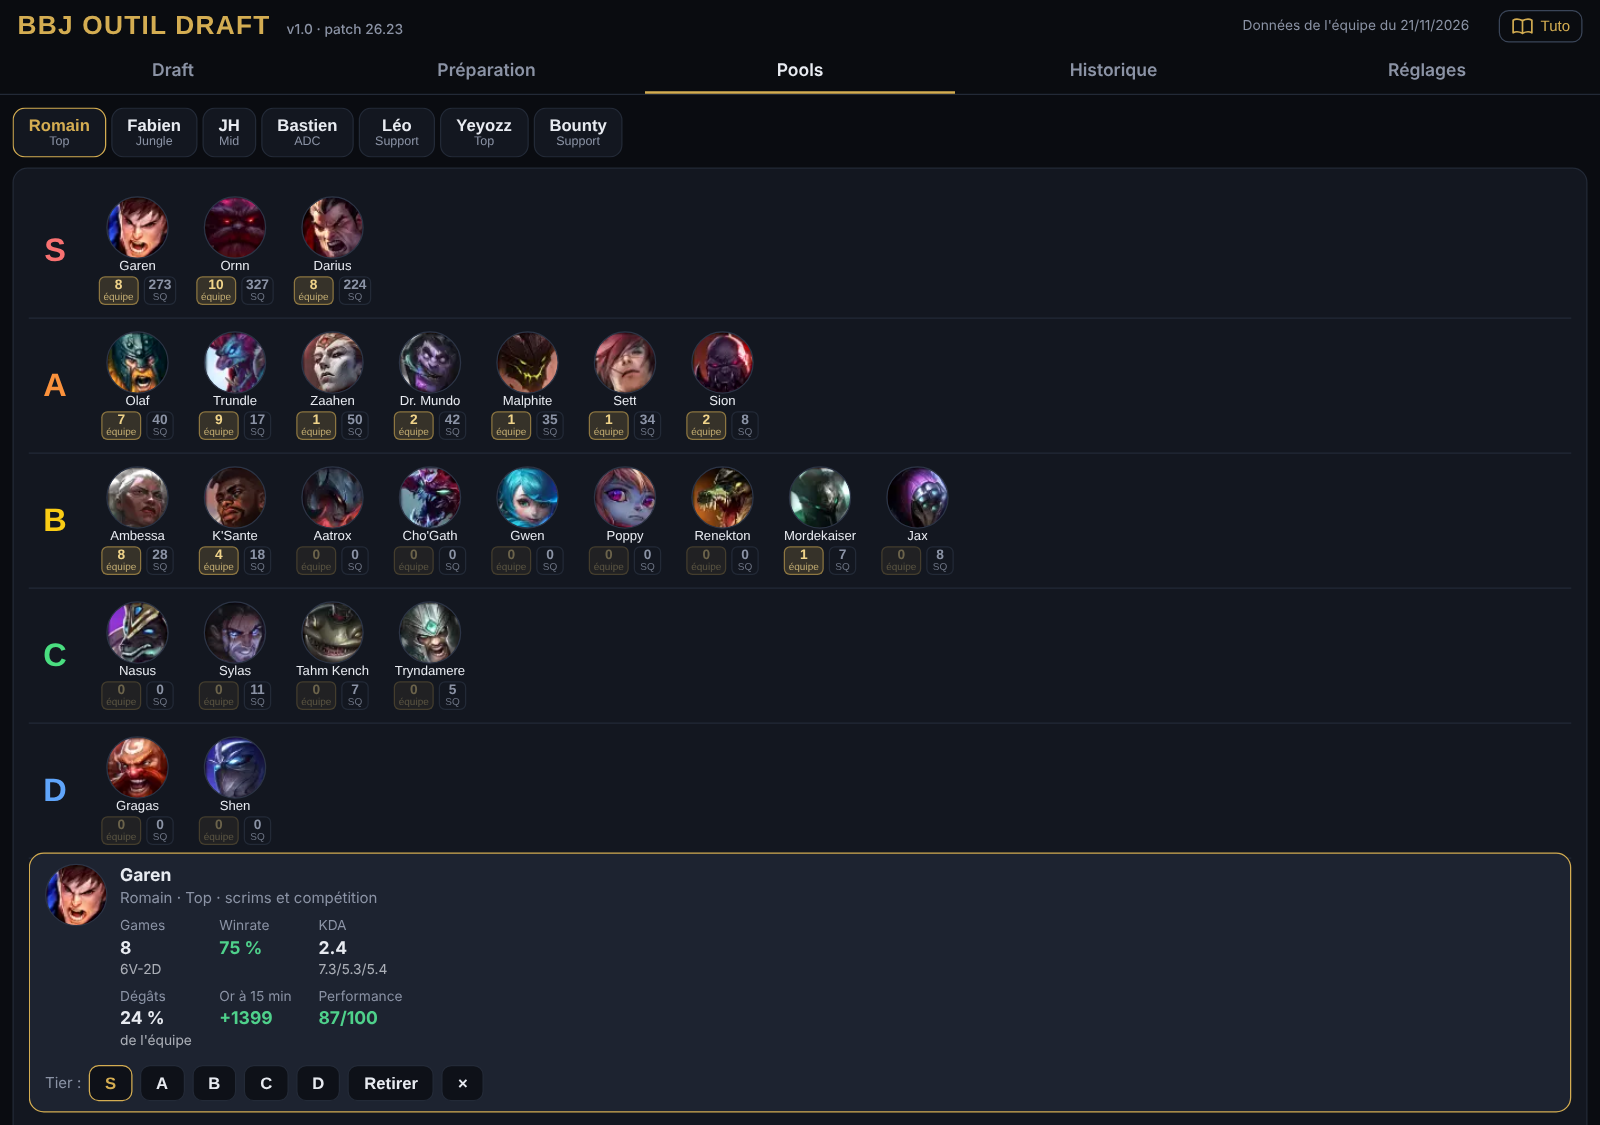 BBJ OUTIL DRAFT v1.0 · patch 26.23 Données de l'équipe du 21/11/2026 Tuto
Draft Préparation Pools Historique Réglages
Romain Fabien JH Bastien Léo Yeyozz Bounty
Top Jungle Mid ADC Support Top Support
S
Garen Ornn Darius
8 273 10 327 8 224
équipe SQ équipe SQ équipe SQ
A
Olaf Trundle Zaahen Dr. Mundo Malphite Sett Sion
7 40 9 17 1 50 2 42 1 35 1 34 2 8
équipe SQ équipe SQ équipe SQ équipe SQ équipe SQ équipe SQ équipe SQ
B
Ambessa K'Sante Aatrox Cho'Gath Gwen Poppy Renekton Mordekaiser Jax
8 28 4 18 0 0 0 0 0 0 0 0 0 0 1 7 0 8
équipe SQ équipe SQ équipe SQ équipe SQ équipe SQ équipe SQ équipe SQ équipe SQ équipe SQ
C
Nasus Sylas Tahm Kench Tryndamere
0 0 0 11 0 7 0 5
équipe SQ équipe SQ équipe SQ équipe SQ
D
Gragas Shen
0 0 0 0
équipe SQ équipe SQ
Garen
Romain · Top · scrims et compétition
Games Winrate KDA
8 75 % 2.4
6V-2D 7.3/5.3/5.4
Dégâts Or à 15 min Performance
24 % +1399 87/100
de l'équipe
Tier : S A B C D Retirer ×